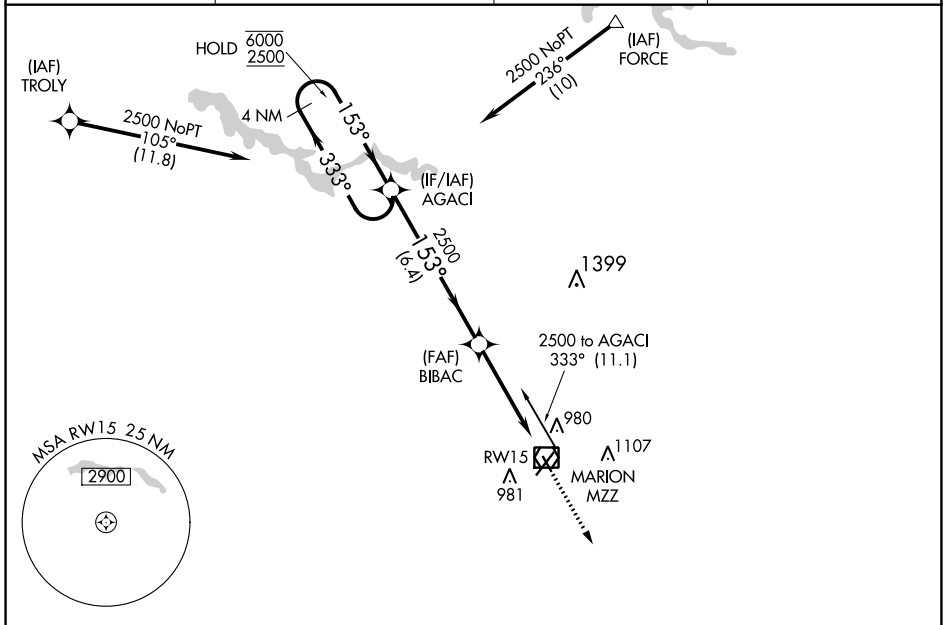 HOLD 6000
2500
(IAF)
TROLY
2500 NoPT
105°
(11.8)
4 NM
153°
333°
2500 NoPT
236°
(10)
(IAF)
FORCE
(IF/IAF)
AGACI
2500
153°
(6.4)
1399
(FAF)
BIBAC
2500 to AGACI
333° (11.1)
980
RW15
1107
981
MARION
MZZ
MSA RW15 25 NM
2900